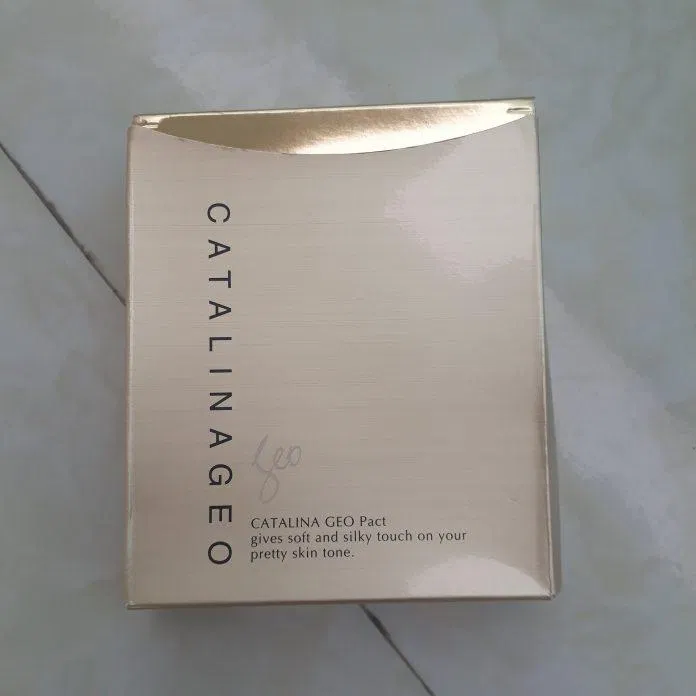 CATALINAGEO
Geo
CATALINA GEO Pact
gives soft and silky touch on your
pretty skin tone.